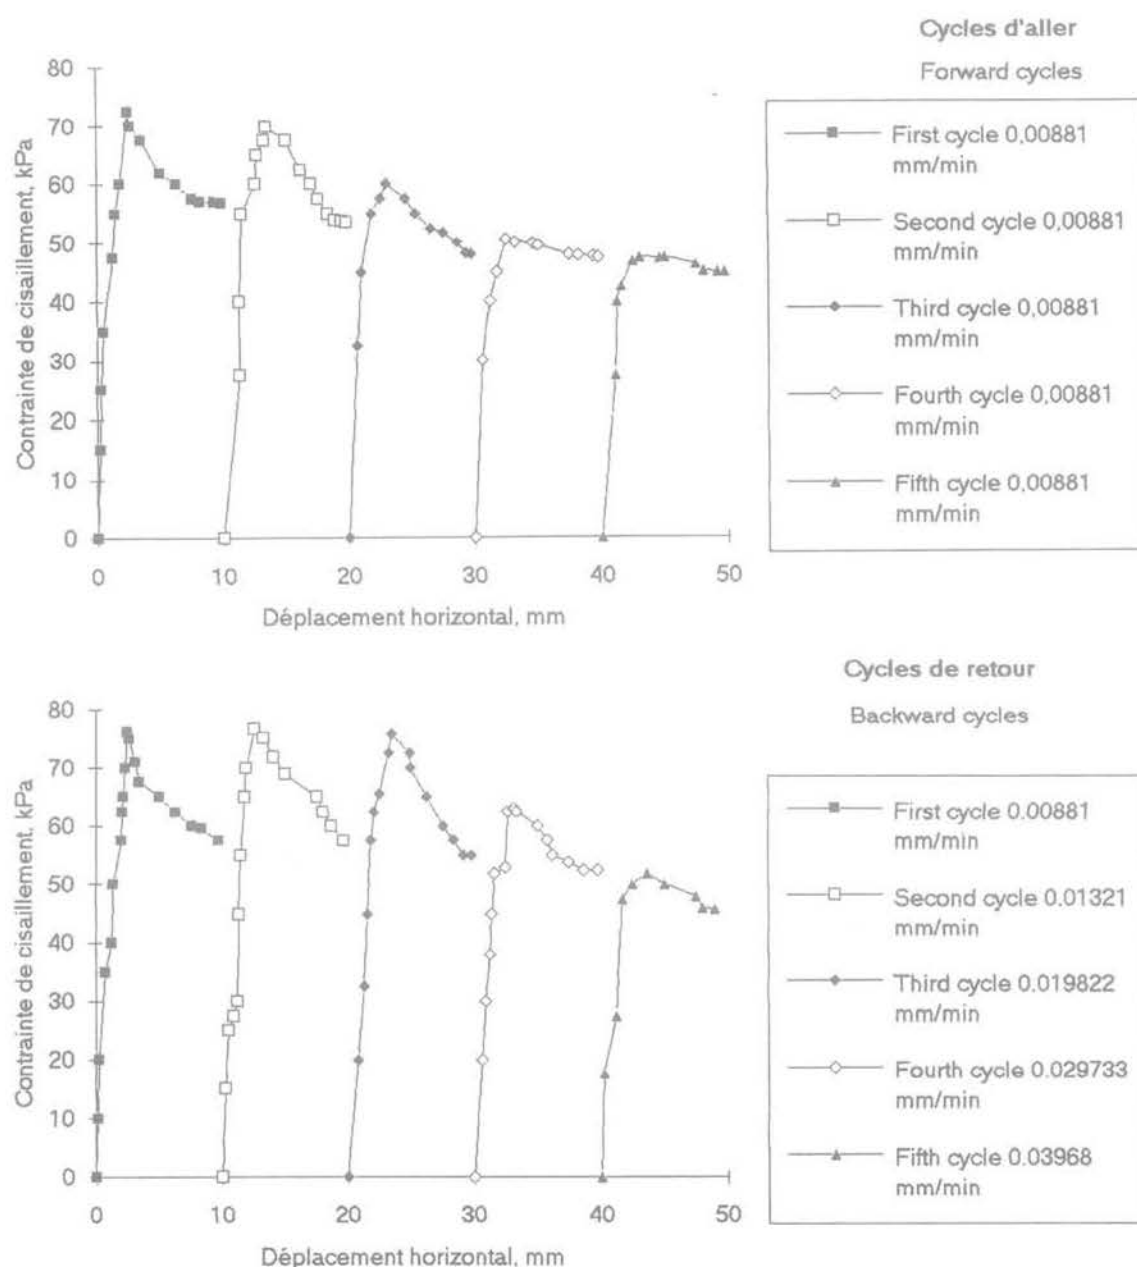 Cycles d'aller
Forward cycles
Contrainte de cisaillement, kPa
80
70
60
50
40
30
20
10
0
0 10 20 30 40 50
Déplacement horizontal, mm
First cycle 0,00881
mm/min
Second cycle 0,00881
mm/min
Third cycle 0,00881
mm/min
Fourth cycle 0,00881
mm/min
Fifth cycle 0,00881
mm/min
Cycles de retour
Backward cycles
Contrainte de cisaillement, kPa
80
70
60
50
40
30
20
10
0
0 10 20 30 40 50
Déplacement horizontal, mm
First cycle 0.00881
mm/min
Second cycle 0.01321
mm/min
Third cycle 0.019822
mm/min
Fourth cycle 0.029733
mm/min
Fifth cycle 0.03968
mm/min